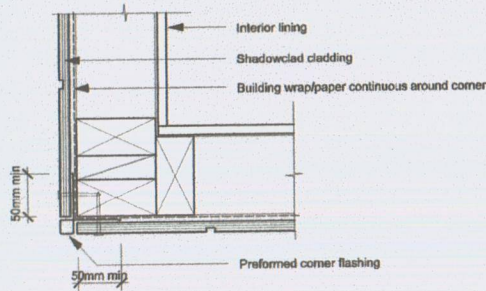 Interior lining
Shadowclad cladding
Building wrap/paper continuous around corner
50mm min
Preformed corner flashing
50mm min